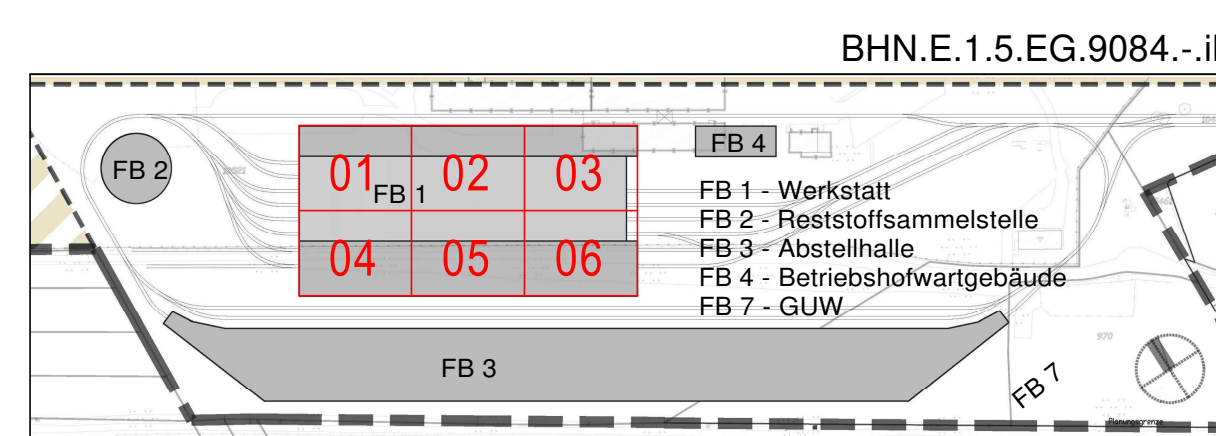 BHN.E.1.5.EG.9084.-.
FB 2
FB 4
01 02 03
FB 1
FB 1 - Werkstatt
FB 2 - Reststoffsammelstelle
FB 3 - Abstellhalle
FB 4 - Betriebshofwartgebäude
FB 7 - GUW
04 05 06
970
FB 3
FB 7
Planungsgrenze